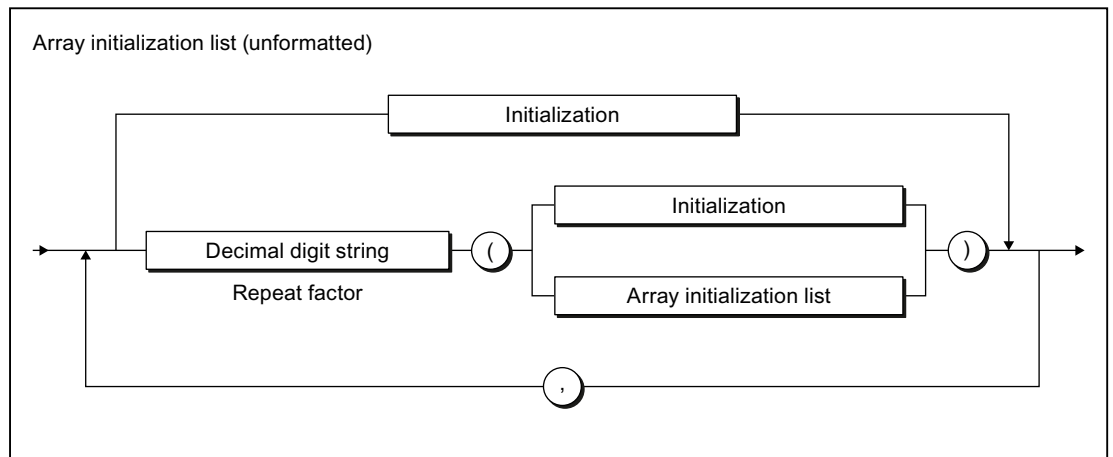 Array initialization list (unformatted)
Initialization
Initialization
Decimal digit string
(
)
Repeat factor
Array initialization list
,